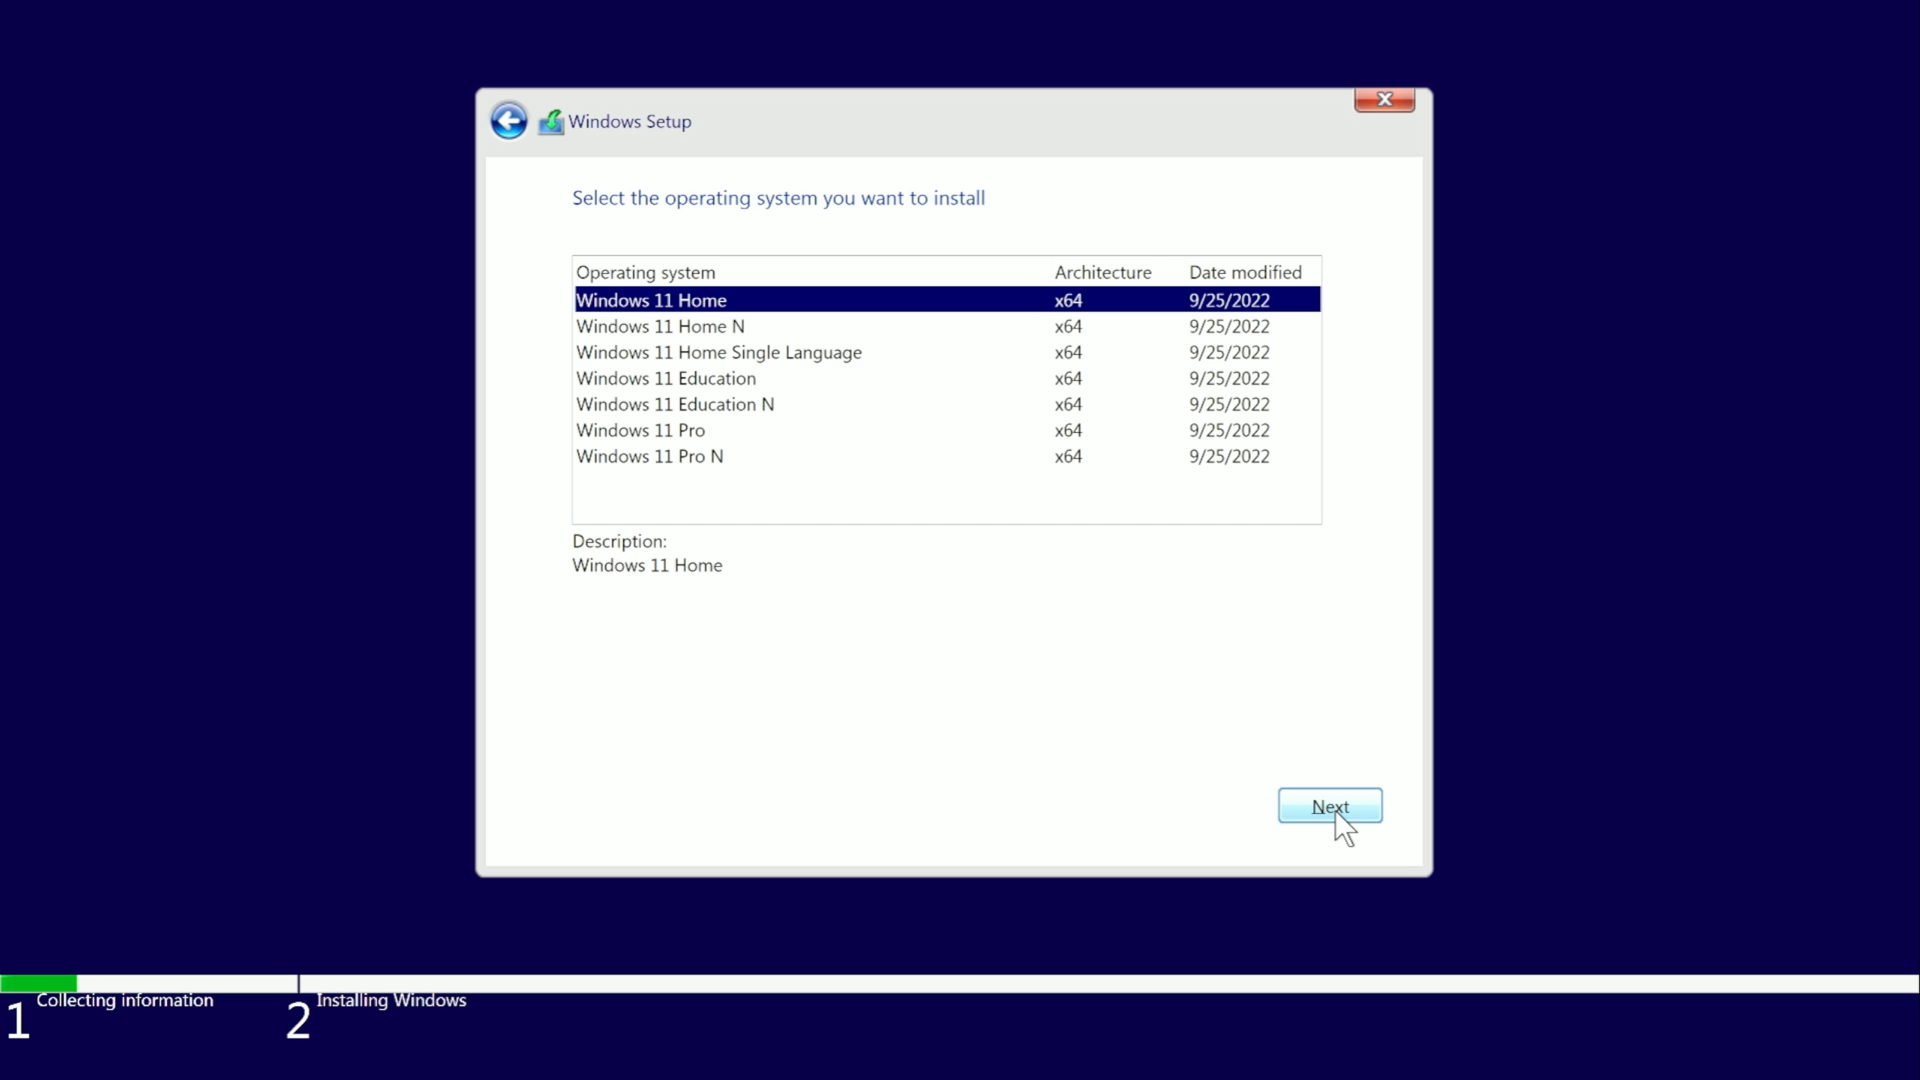 Windows Setup
Select the operating system you want to install
Operating system Architecture Date modified
Windows 11 Home x64 9/25/2022
Windows 11 Home N x64 9/25/2022
Windows 11 Home Single Language x64 9/25/2022
Windows 11 Education x64 9/25/2022
Windows 11 Education N x64 9/25/2022
Windows 11 Pro x64 9/25/2022
Windows 11 Pro N x64 9/25/2022
Description:
Windows 11 Home
Next
1 Collecting information 2 Installing Windows